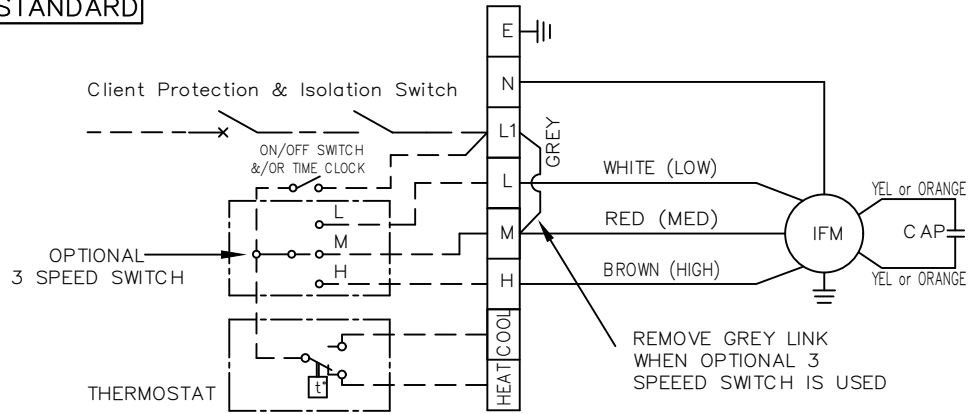 STANDARD
E
N
Client Protection & Isolation Switch
L1
GREY
ON/OFF SWITCH
&/OR TIME CLOCK
L
WHITE (LOW)
YEL or ORANGE
L
M
M
RED (MED)
IFM
CAP
OPTIONAL
3 SPEED SWITCH
H
H
BROWN (HIGH)
YEL or ORANGE
COOL
REMOVE GREY LINK
WHEN OPTIONAL 3
SPEEED SWITCH IS USED
t°
THERMOSTAT
HEAT